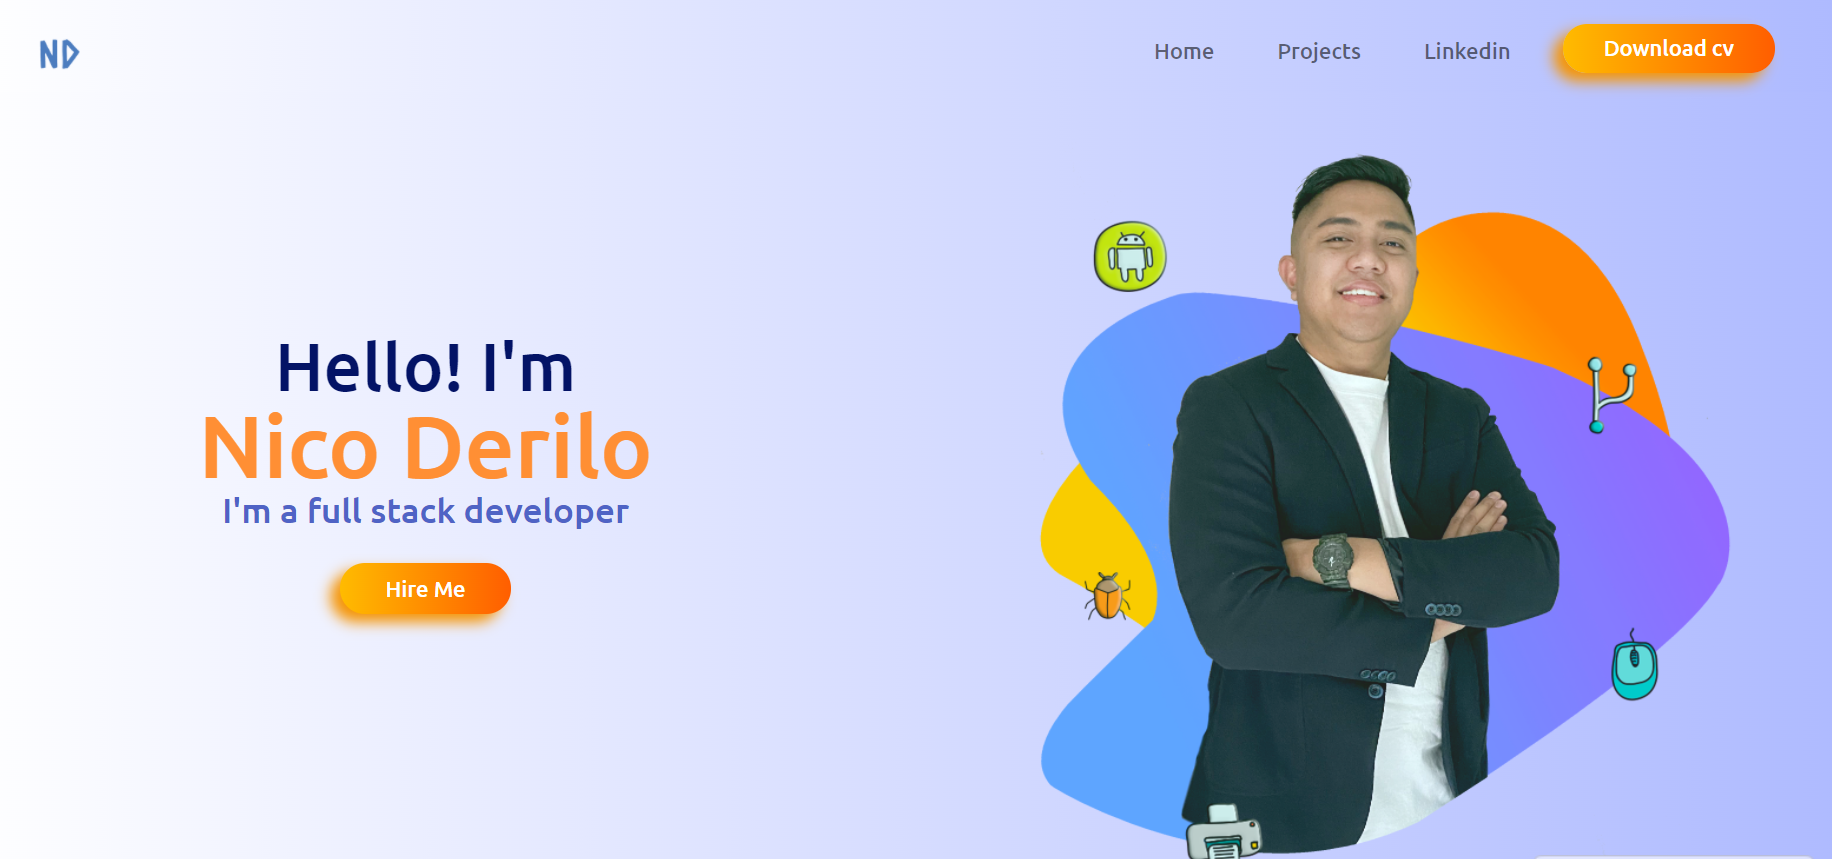 ND
Home Projects Linkedin Download cv
Hello! I'm
Nico Derilo
I'm a full stack developer
Hire Me